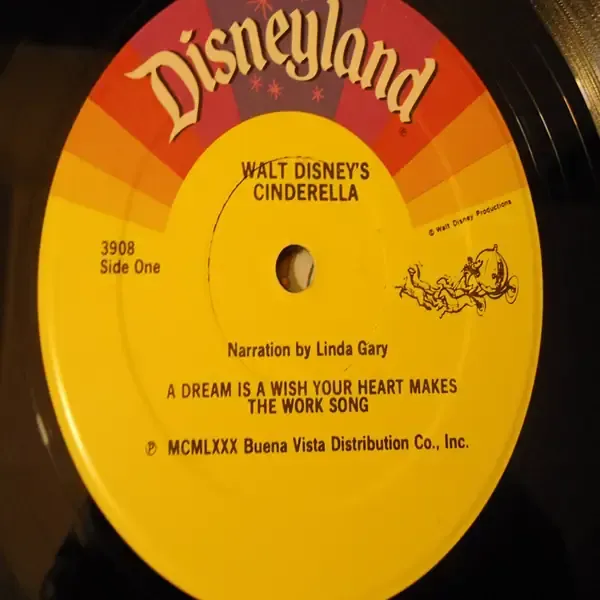 Disneyland
®
WALT DISNEY'S
CINDERELLA
© Walt Disney Productions
3908
Side One
Narration by Linda Gary
A DREAM IS A WISH YOUR HEART MAKES
THE WORK SONG
℗ MCMLXXX Buena Vista Distribution Co., Inc.